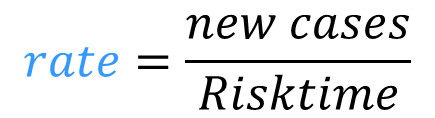 rate = new cases
Risktime